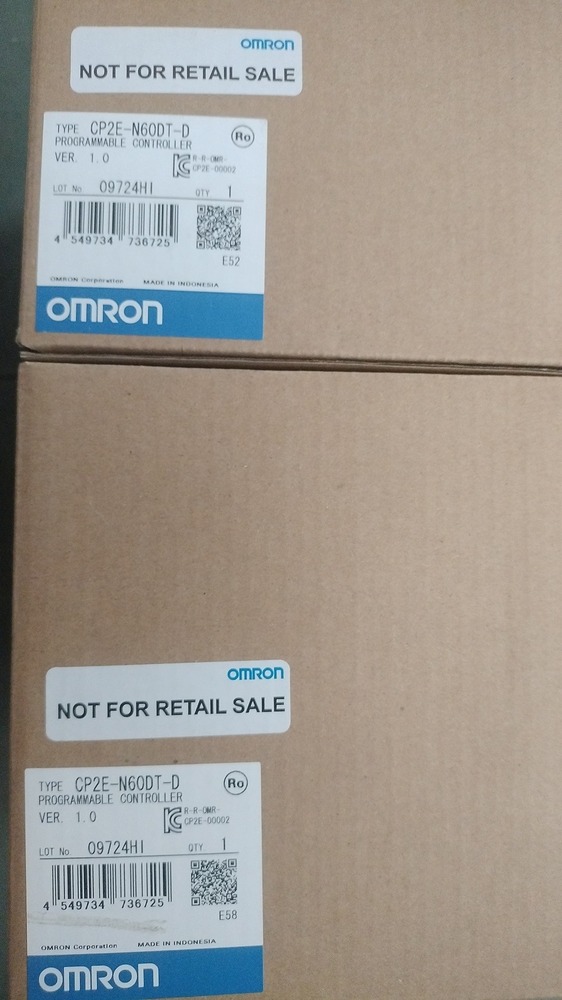 OMRON
NOT FOR RETAIL SALE
TYPE CP2E-N60DT-D
Ro
PROGRAMMABLE CONTROLLER
VER. 1.0
R-R-OMR-
CP2E-00002
LOT No 09724HI QTY 1
4 549734 736725
E52
OMRON Corporation MADE IN INDONESIA
OMRON
OMRON
NOT FOR RETAIL SALE
TYPE CP2E-N60DT-D
Ro
PROGRAMMABLE CONTROLLER
VER. 1.0
R-R-OMR-
CP2E-00002
LOT No. 09724HI QTY. 1
4 549734 736725
E58
OMRON Corporation MADE IN INDONESIA
OMRON